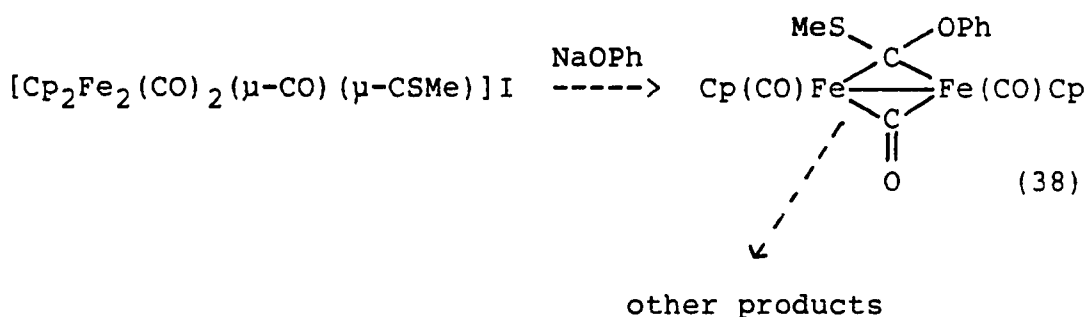 MeS OPh
C
NaOPh
[Cp₂Fe₂(CO)₂(μ-CO)(μ-CSMe)]I -----> Cp(CO)Fe Fe(CO)Cp
C
O
(38)
other products